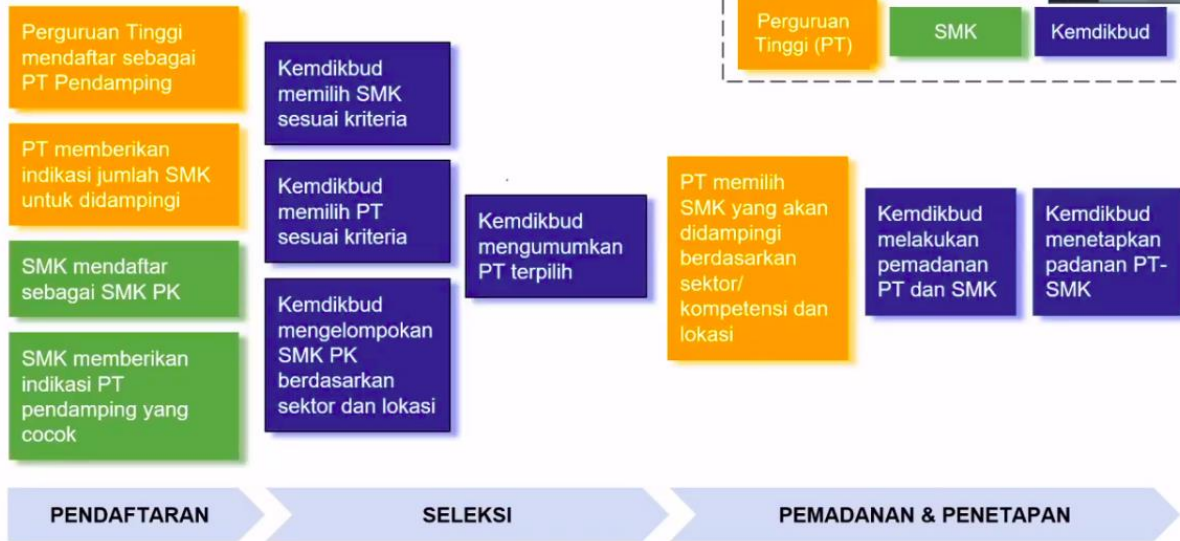 Perguruan Tinggi
mendaftar sebagai
PT Pendamping
PT memberikan
indikasi jumlah SMK
untuk didampingi
SMK mendaftar
sebagai SMK PK
SMK memberikan
indikasi PT
pendamping yang
cocok
Kemdikbud
memilih SMK
sesuai kriteria
Kemdikbud
memilih PT
sesuai kriteria
Kemdikbud
mengelompokan
SMK PK
berdasarkan
sektor dan lokasi
Kemdikbud
mengumumkan
PT terpilih
Perguruan
Tinggi (PT)
SMK
Kemdikbud
PT memilih
SMK yang akan
didampingi
berdasarkan
sektor/
kompetensi dan
lokasi
Kemdikbud
melakukan
pemadanan
PT dan SMK
Kemdikbud
menetapkan
padanan PT-
SMK
PENDAFTARAN
SELEKSI
PEMADANAN & PENETAPAN